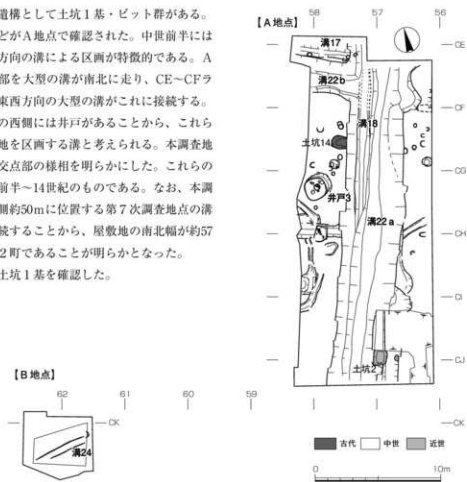 遺構として土坑1基・ピット群がある。
どがA地点で確認された。中世前半には
方向の溝による区画が特徴的である。A
部を大型の溝が南北に走り、CE~CFラ
東西方向の大型の溝がこれに接続する。
の西側には井戸があることから、これら
地を区画する溝と考えられる。本調査地
交点部の様相を明らかにした。これらの
前半~14世紀のものである。なお、本調
側約50mに位置する第7次調査地点の溝
続することから、屋敷地の南北幅が約57
2町であることが明らかとなった。
土坑1基を確認した。
【A地点】
58
57
56
溝17
CE
溝22b
CF
溝18
土坑14
CG
井戸3
溝22a
CH
CI
土坑2
CJ
CK
【B地点】
62
61
60
59
CK
溝24
古代 中世 近世
0 10m